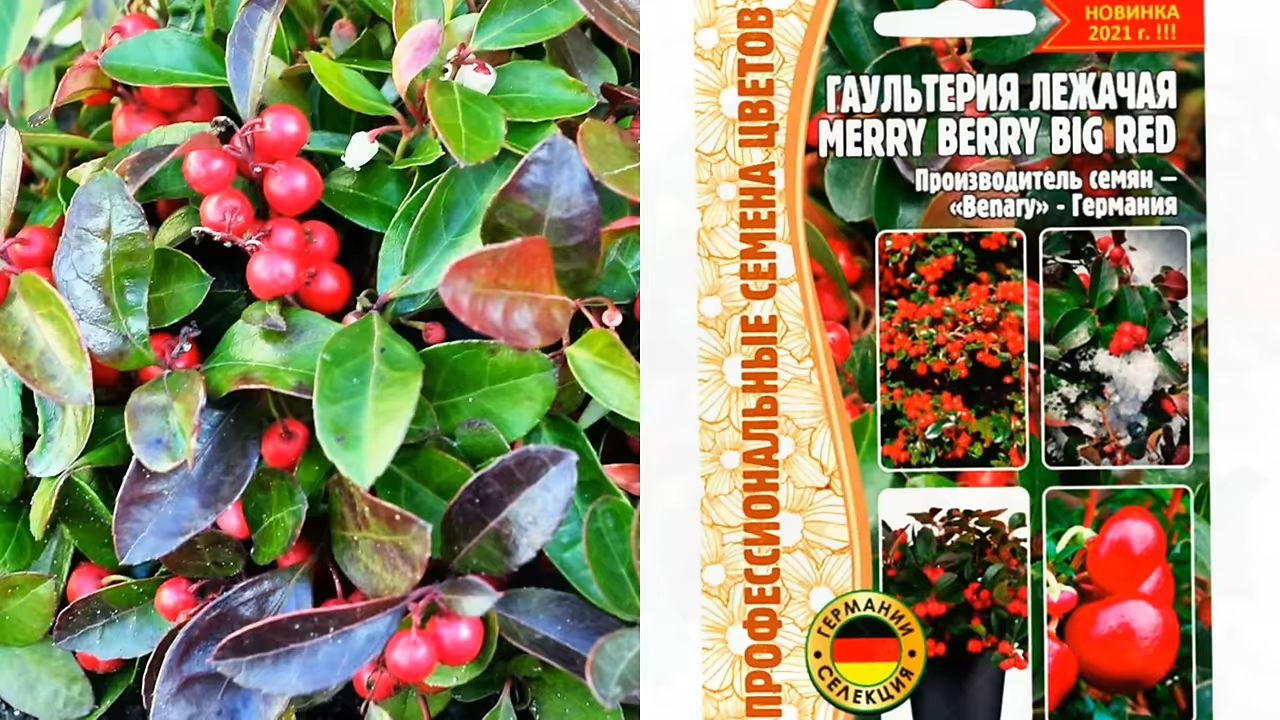 ПРОФЕССИОНАЛЬНЫЕ СЕМЕНА ЦВЕТОВ
НОВИНКА
2021 г. !!!
ГАУЛЬТЕРИЯ ЛЕЖАЧАЯ
MERRY BERRY BIG RED
Производитель семян –
«Benary» - Германия
ГЕРМАНИИ
СЕЛЕКЦИЯ